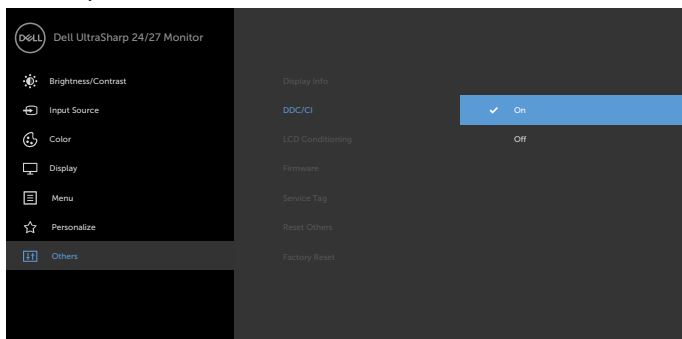 DELL Dell UltraSharp 24/27 Monitor
Brightness/Contrast
Display Info
Input Source
DDC/CI
On
Color
LCD Conditioning
Off
Display
Firmware
Menu
Service Tag
Personalize
Reset Others
Others
Factory Reset